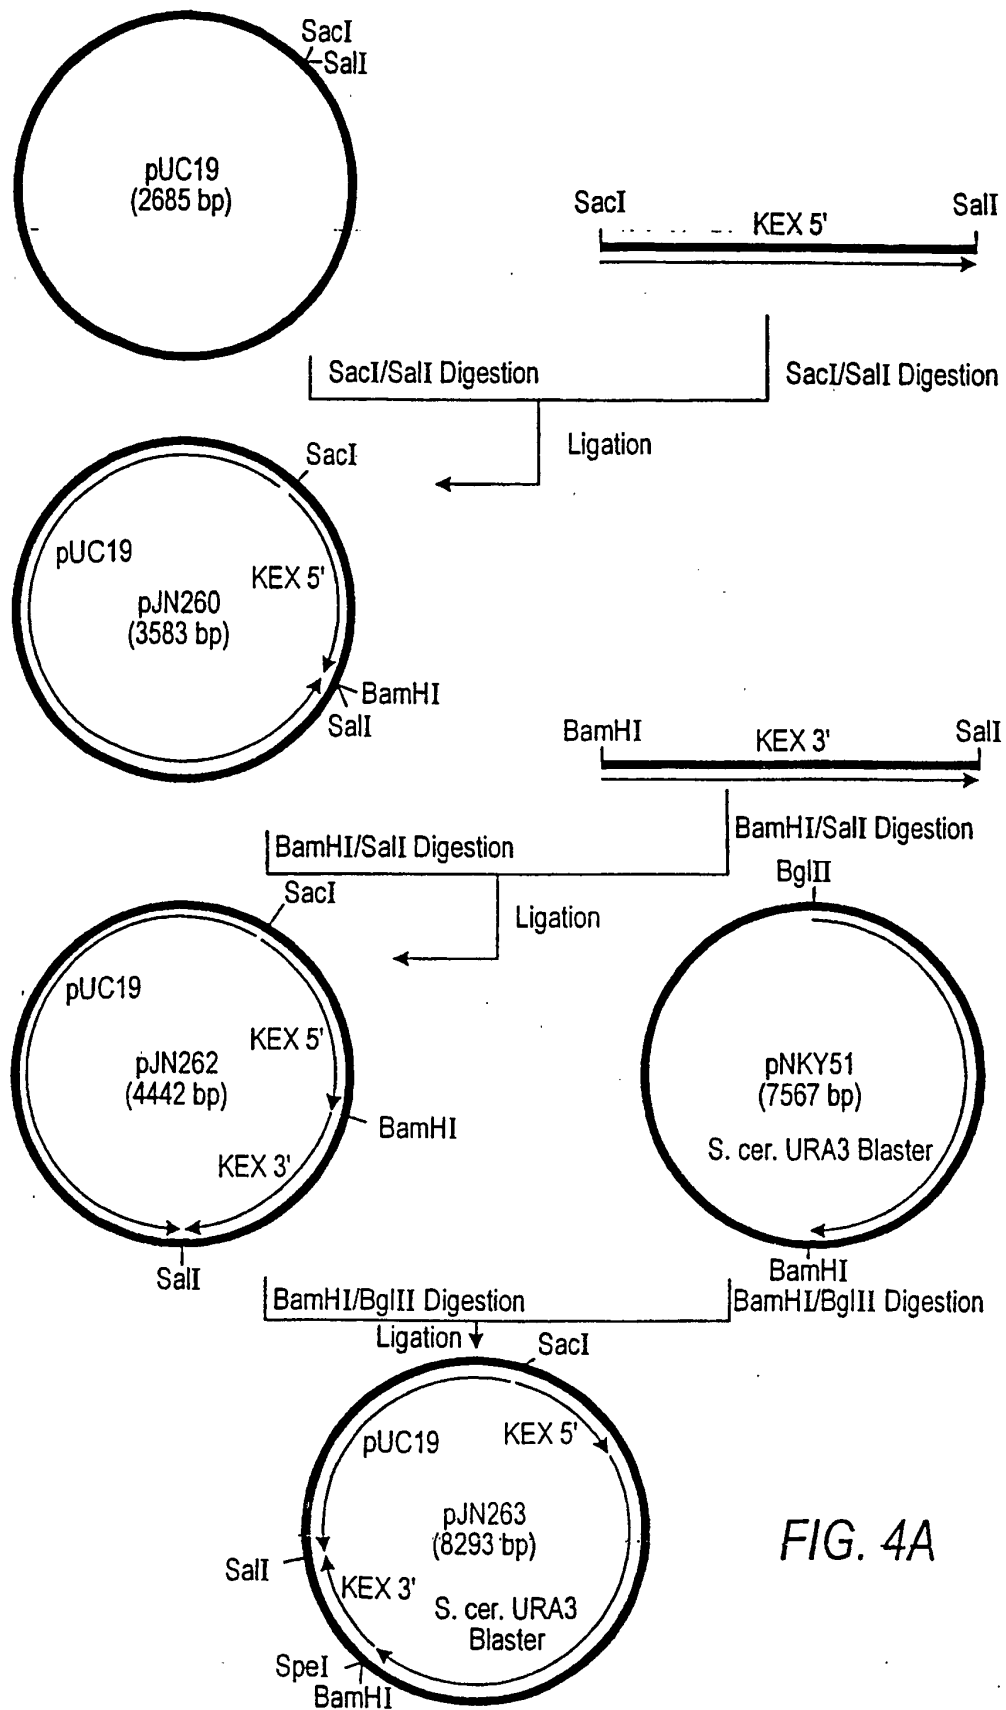 SacI
SalI
pUC19
(2685 bp)
SacI
KEX 5'
SalI
SacI/SalI Digestion
SacI/SalI Digestion
Ligation
SacI
pUC19
KEX 5'
pJN260
(3583 bp)
BamHI
SalI
BamHI
KEX 3'
SalI
BamHI/SalI Digestion
BamHI/SalI Digestion
Ligation
SacI
pUC19
KEX 5'
pJN262
(4442 bp)
BamHI
KEX 3'
SalI
BglII
pNKY51
(7567 bp)
S. cer. URA3 Blaster
BamHI
BamHI/BglII Digestion
BamHI/BglII Digestion
Ligation
SacI
KEX 5'
pUC19
pJN263
(8293 bp)
SalI
KEX 3'
S. cer. URA3
Blaster
SpeI
BamHI
FIG. 4A